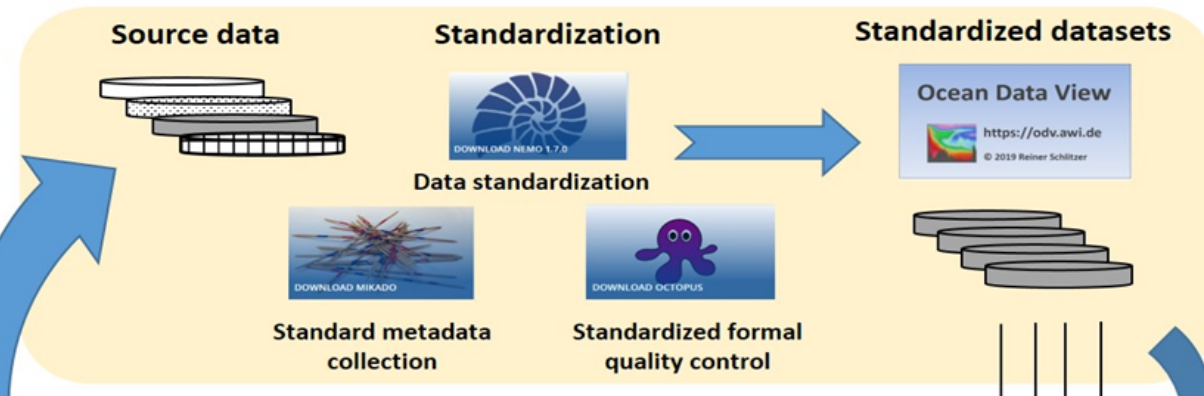 Source data
Standardization
Standardized datasets
DOWNLOAD NEMO 1.7.0
Ocean Data View
https://odv.awi.de
© 2019 Reiner Schlitzer
Data standardization
DOWNLOAD MIKADO
DOWNLOAD OCTOPUS
Standard metadata
collection
Standardized formal
quality control